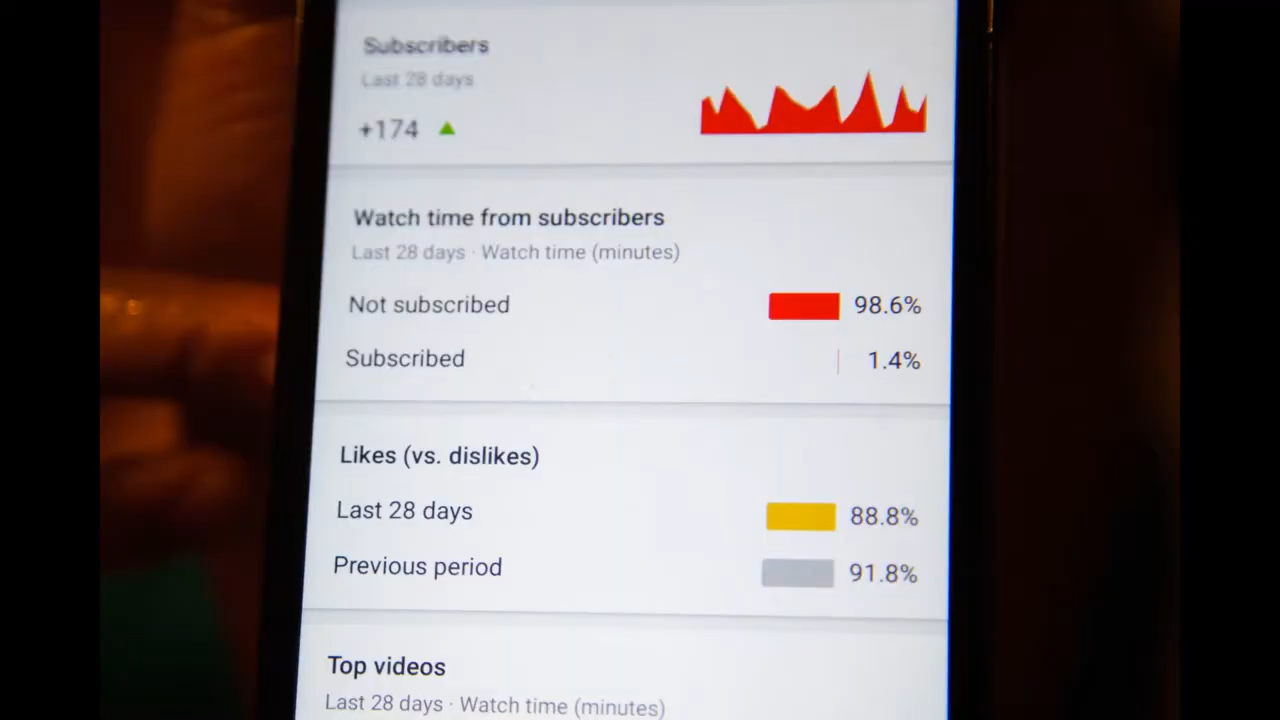 Subscribers
Last 28 days
+174
Watch time from subscribers
Last 28 days · Watch time (minutes)
Not subscribed 98.6%
Subscribed 1.4%
Likes (vs. dislikes)
Last 28 days 88.8%
Previous period 91.8%
Top videos
Last 28 days · Watch time (minutes)